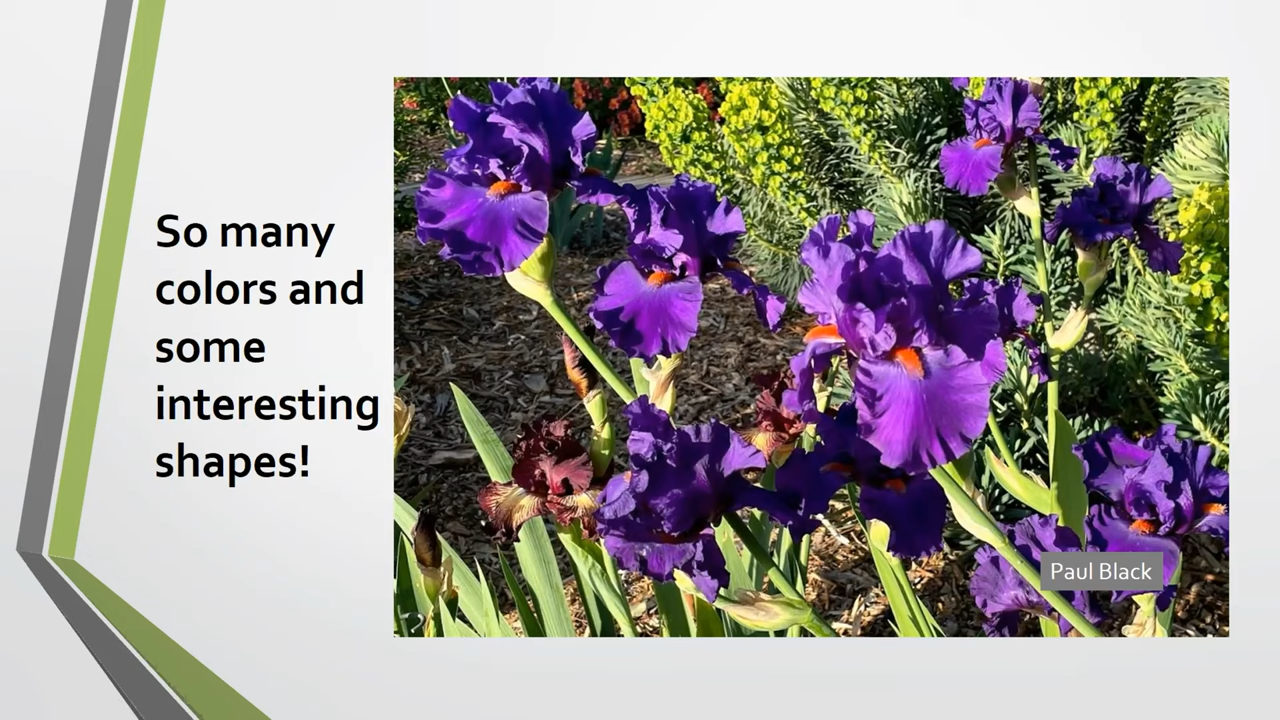 So many
colors and
some
interesting
shapes!
Paul Black